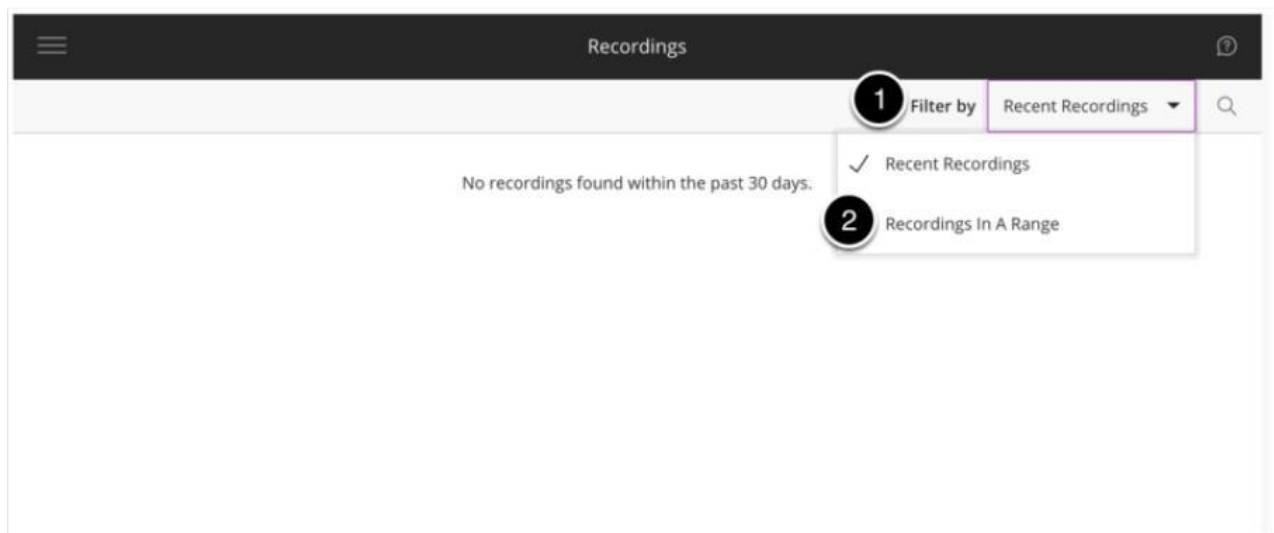 Recordings
1 Filter by Recent Recordings
Recent Recordings
No recordings found within the past 30 days.
2 Recordings In A Range